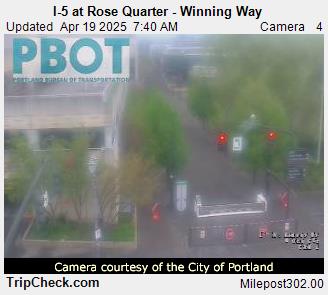 I-5 at Rose Quarter - Winning Way
Updated Apr 19 2025 7:40 AM Camera 4
PBOT
PORTLAND BUREAU OF TRANSPORTATION
Camera courtesy of the City of Portland
TripCheck.com Milepost302.00